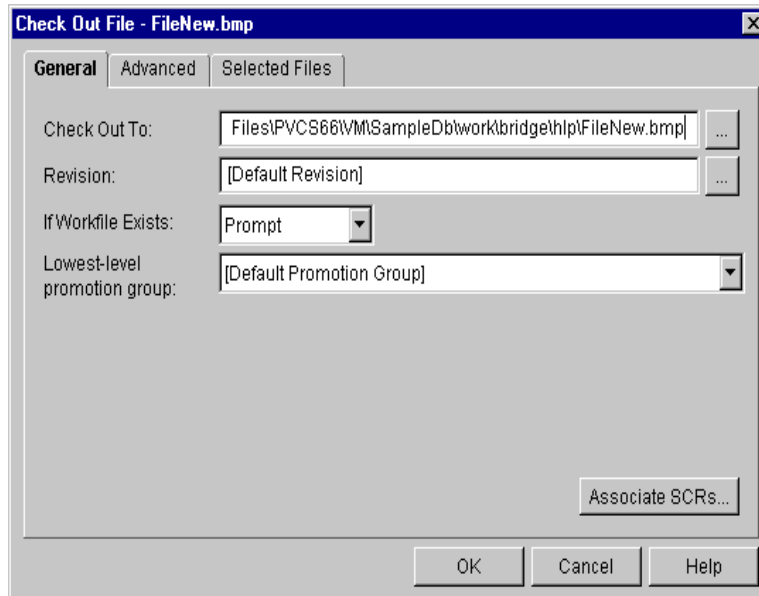 Check Out File - FileNew.bmp
General Advanced Selected Files
Check Out To: Files\PVCS66\VM\SampleDb\work\bridge\hlp\FileNew.bmp ...
Revision: [Default Revision] ...
If Workfile Exists: Prompt
Lowest-level
promotion group: [Default Promotion Group]
Associate SCRs...
OK Cancel Help